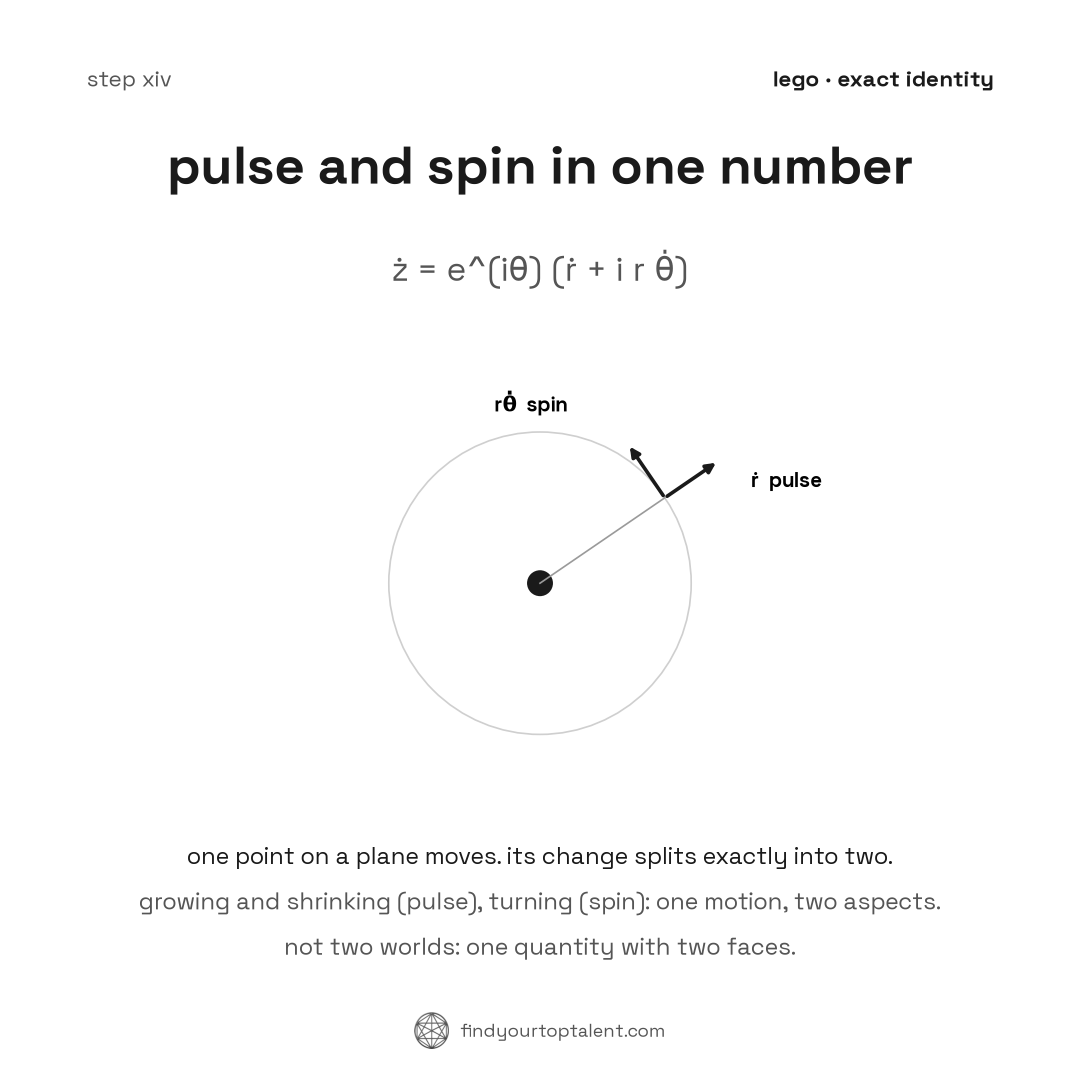 step xiv
lego · exact identity
pulse and spin in one number
ż = e^(iθ) (ṙ + i r θ̇)
rθ̇ spin
ṙ pulse
one point on a plane moves. its change splits exactly into two.
growing and shrinking (pulse), turning (spin): one motion, two aspects.
not two worlds: one quantity with two faces.
findyourtoptalent.com